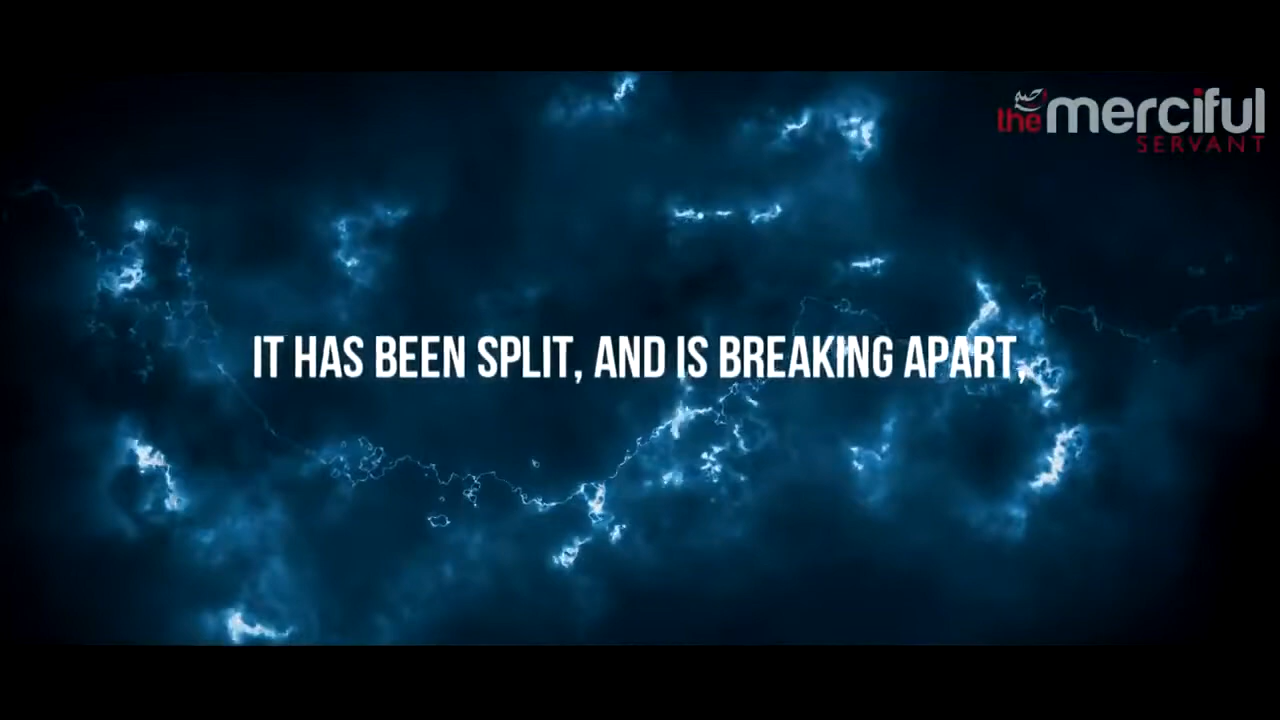 the merciful
SERVANT
IT HAS BEEN SPLIT, AND IS BREAKING APART,